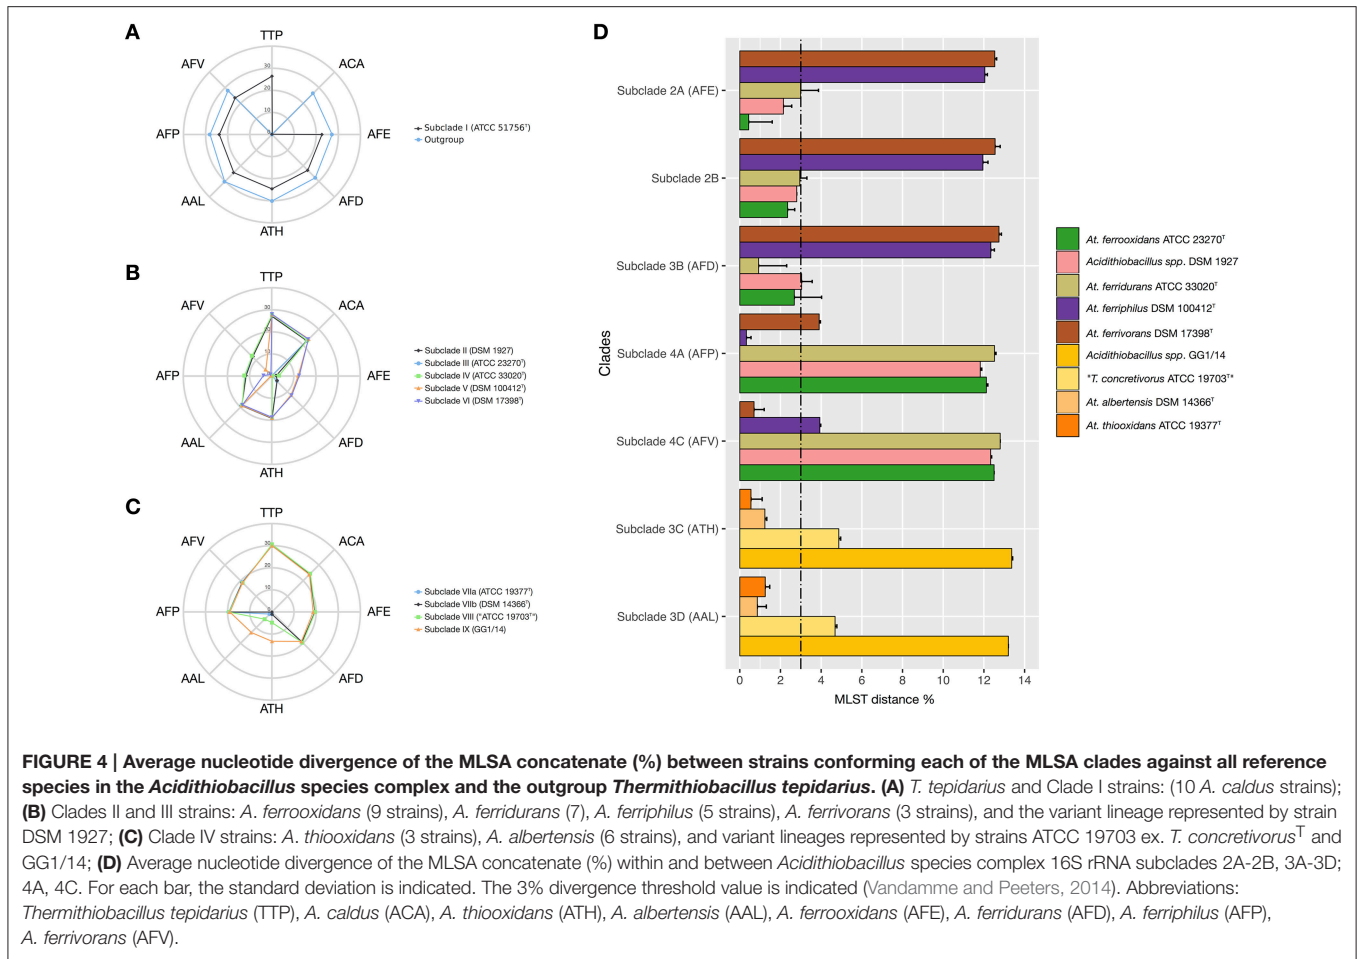 A
TTP
AFV
ACA
30
20
10
0
AFP
AFE
AAL
AFD
ATH
Subclade I (ATCC 51756ᵀ)
Outgroup
B
TTP
AFV
ACA
30
20
10
AFP
AFE
AAL
AFD
ATH
Subclade II (DSM 1927)
Subclade III (ATCC 23270ᵀ)
Subclade IV (ATCC 33020ᵀ)
Subclade V (DSM 100412ᵀ)
Subclade VI (DSM 17398ᵀ)
C
TTP
AFV
ACA
30
20
10
0
AFP
AFE
AAL
AFD
ATH
Subclade VIIa (ATCC 19377ᵀ)
Subclade VIIb (DSM 14366ᵀ)
Subclade VIII ("ATCC 19703ᵀ")
Subclade IX (GG1/14)
D
Clades
Subclade 2A (AFE)
Subclade 2B
Subclade 3B (AFD)
Subclade 4A (AFP)
Subclade 4C (AFV)
Subclade 3C (ATH)
Subclade 3D (AAL)
0 2 4 6 8 10 12 14
MLST distance %
At. ferrooxidans ATCC 23270ᵀ
Acidithiobacillus spp. DSM 1927
At. ferridurans ATCC 33020ᵀ
At. ferriphilus DSM 100412ᵀ
At. ferrivorans DSM 17398ᵀ
Acidithiobacillus spp. GG1/14
"T. concretivorus ATCC 19703ᵀ"
At. albertensis DSM 14366ᵀ
At. thiooxidans ATCC 19377ᵀ
FIGURE 4 | Average nucleotide divergence of the MLSA concatenate (%) between strains conforming each of the MLSA clades against all reference
species in the Acidithiobacillus species complex and the outgroup Thermithiobacillus tepidarius. (A) T. tepidarius and Clade I strains: (10 A. caldus strains);
(B) Clades II and III strains: A. ferrooxidans (9 strains), A. ferridurans (7), A. ferriphilus (5 strains), A. ferrivorans (3 strains), and the variant lineage represented by strain
DSM 1927; (C) Clade IV strains: A. thiooxidans (3 strains), A. albertensis (6 strains), and variant lineages represented by strains ATCC 19703 ex. T. concretivorusᵀ and
GG1/14; (D) Average nucleotide divergence of the MLSA concatenate (%) within and between Acidithiobacillus species complex 16S rRNA subclades 2A-2B, 3A-3D;
4A, 4C. For each bar, the standard deviation is indicated. The 3% divergence threshold value is indicated (Vandamme and Peeters, 2014). Abbreviations:
Thermithiobacillus tepidarius (TTP), A. caldus (ACA), A. thiooxidans (ATH), A. albertensis (AAL), A. ferrooxidans (AFE), A. ferridurans (AFD), A. ferriphilus (AFP),
A. ferrivorans (AFV).